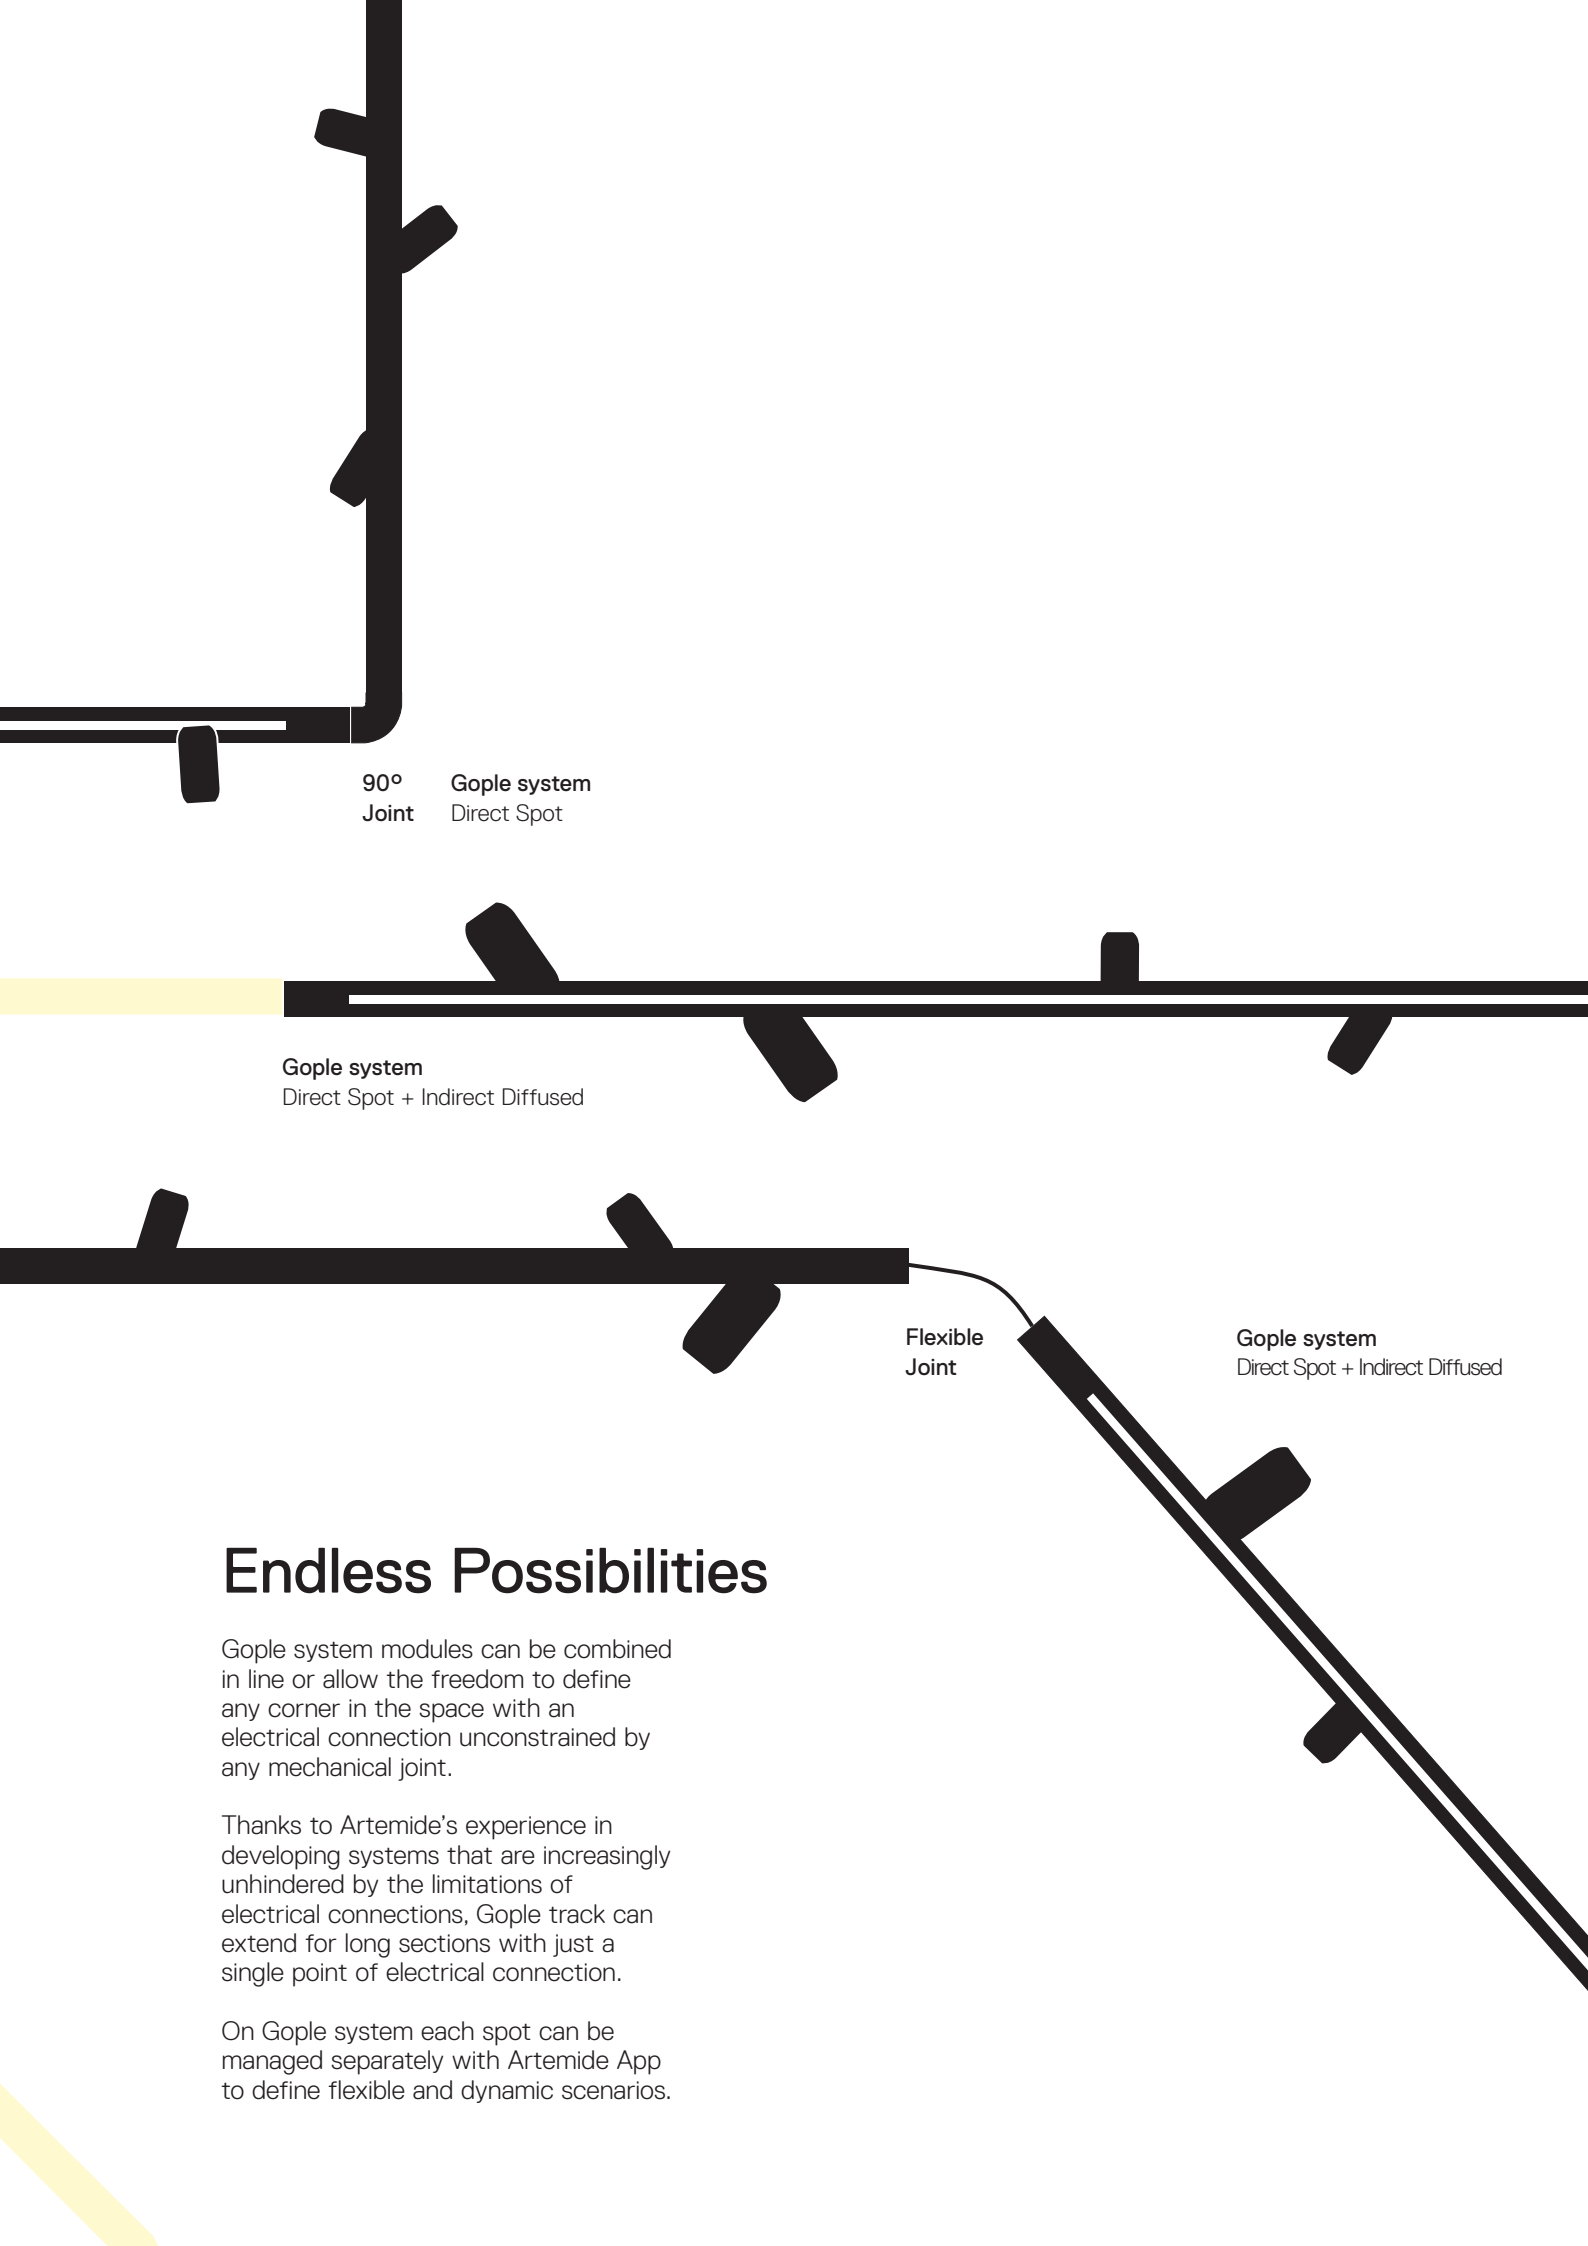 90°
Joint
Gople system
Direct Spot
Gople system
Direct Spot + Indirect Diffused
Flexible
Joint
Gople system
Direct Spot + Indirect Diffused
Endless Possibilities
Gople system modules can be combined
in line or allow the freedom to define
any corner in the space with an
electrical connection unconstrained by
any mechanical joint.
Thanks to Artemide’s experience in
developing systems that are increasingly
unhindered by the limitations of
electrical connections, Gople track can
extend for long sections with just a
single point of electrical connection.
On Gople system each spot can be
managed separately with Artemide App
to define flexible and dynamic scenarios.